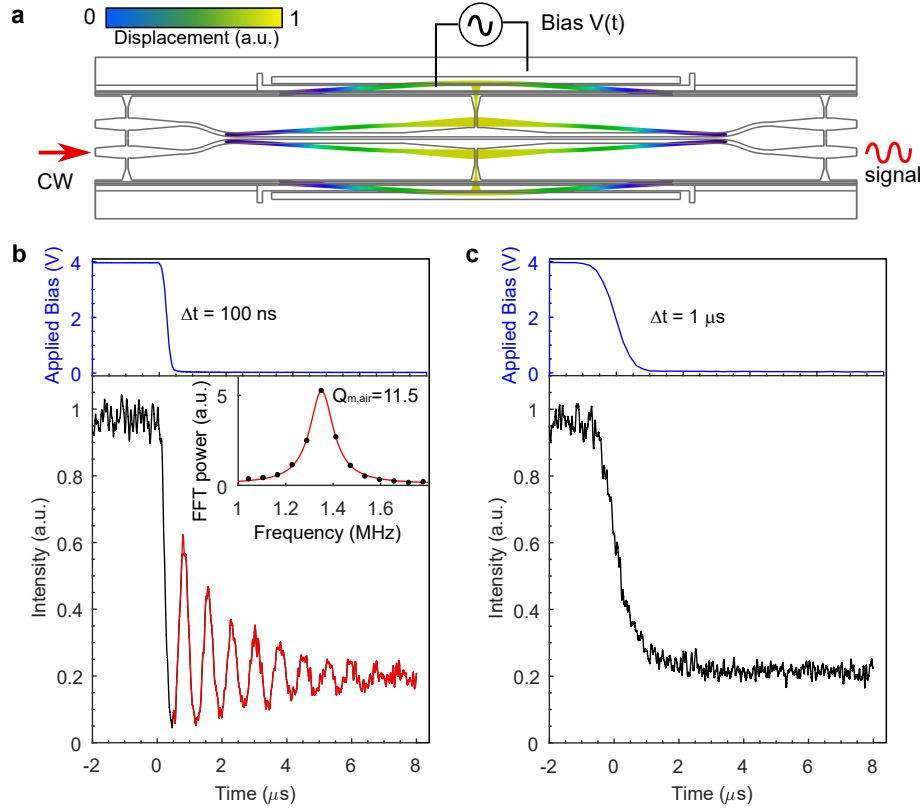 a
0 1
Displacement (a.u.)
Bias V(t)
CW
signal
b
Applied Bias (V)
4
2
0
Δt = 100 ns
Intensity (a.u.)
1
0.8
0.6
0.4
0.2
0
-2 0 2 4 6 8
Time (μs)
FFT power (a.u.)
5
0
Qm,air=11.5
1 1.2 1.4 1.6
Frequency (MHz)
c
Applied Bias (V)
4
2
0
Δt = 1 μs
Intensity (a.u.)
1
0.8
0.6
0.4
0.2
0
-2 0 2 4 6 8
Time (μs)